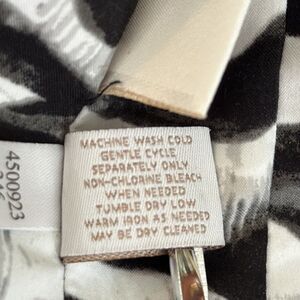 MACHINE WASH COLD
GENTLE CYCLE
SEPARATELY ONLY
NON-CHLORINE BLEACH
WHEN NEEDED
TUMBLE DRY LOW
WARM IRON AS NEEDED
MAY BE DRY CLEANED
4500923